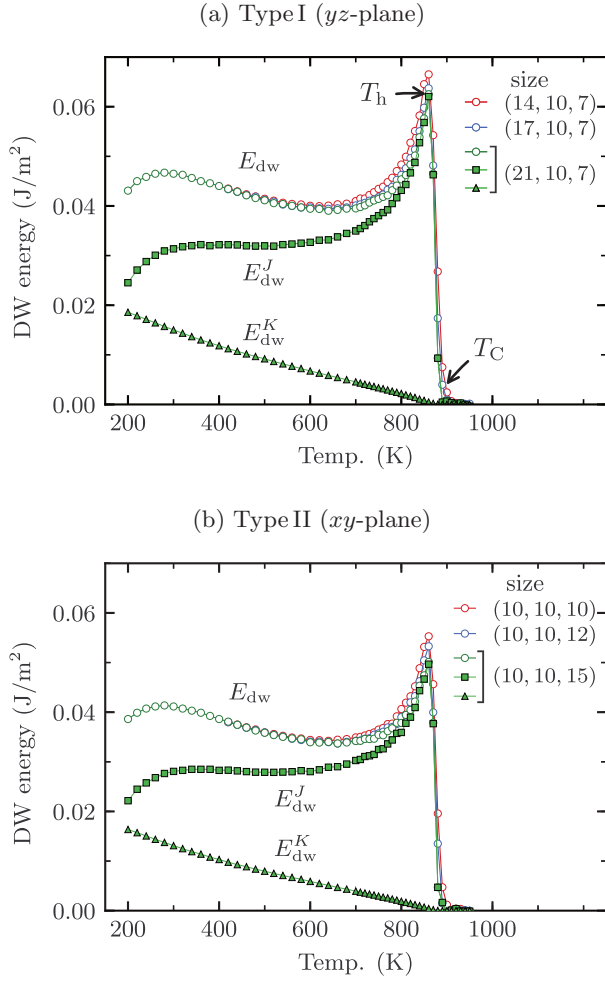 (a) Type I (yz-plane)
DW energy (J/m²)
0.06
0.04
0.02
0.00
T_h
size
(14, 10, 7)
(17, 10, 7)
(21, 10, 7)
E_dw
E^J_dw
E^K_dw
T_C
200 400 600 800 1000
Temp. (K)
(b) Type II (xy-plane)
DW energy (J/m²)
0.06
0.04
0.02
0.00
size
(10, 10, 10)
(10, 10, 12)
(10, 10, 15)
E_dw
E^J_dw
E^K_dw
200 400 600 800 1000
Temp. (K)